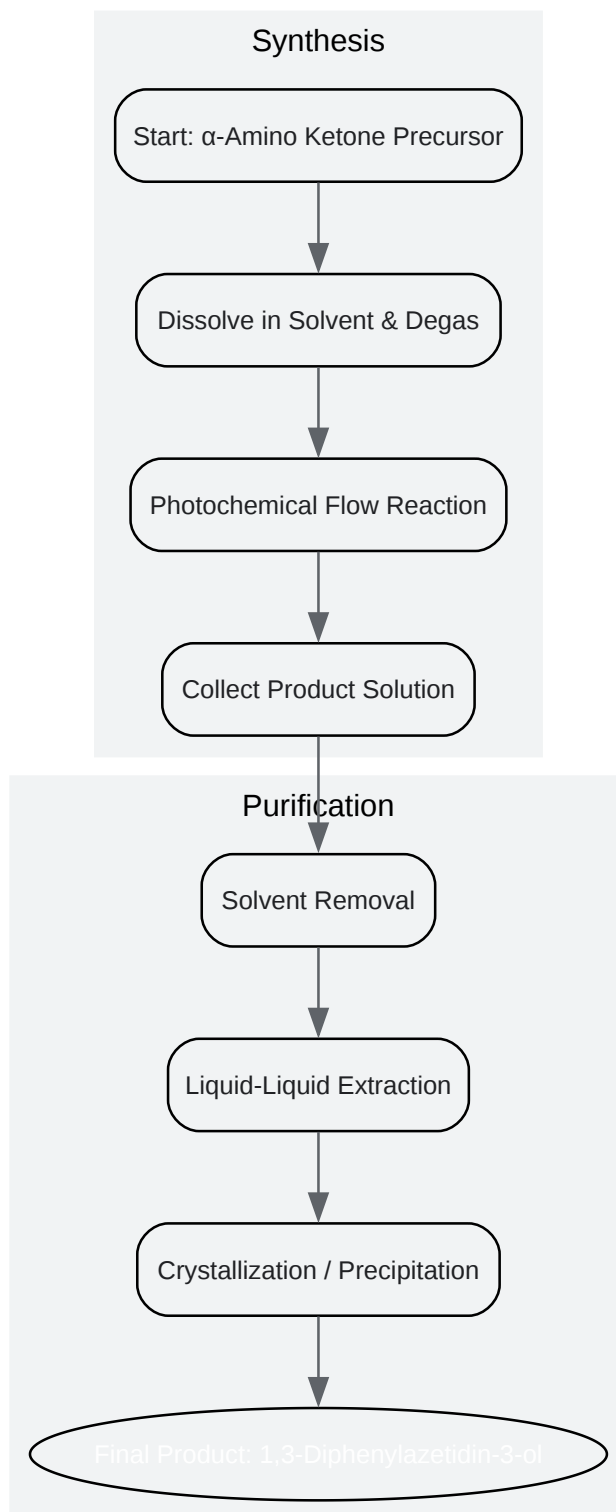 Synthesis
Start: α-Amino Ketone Precursor
Dissolve in Solvent & Degas
Photochemical Flow Reaction
Collect Product Solution
Purification
Solvent Removal
Liquid-Liquid Extraction
Crystallization / Precipitation
Final Product: 1,3-Diphenylazetidin-3-ol